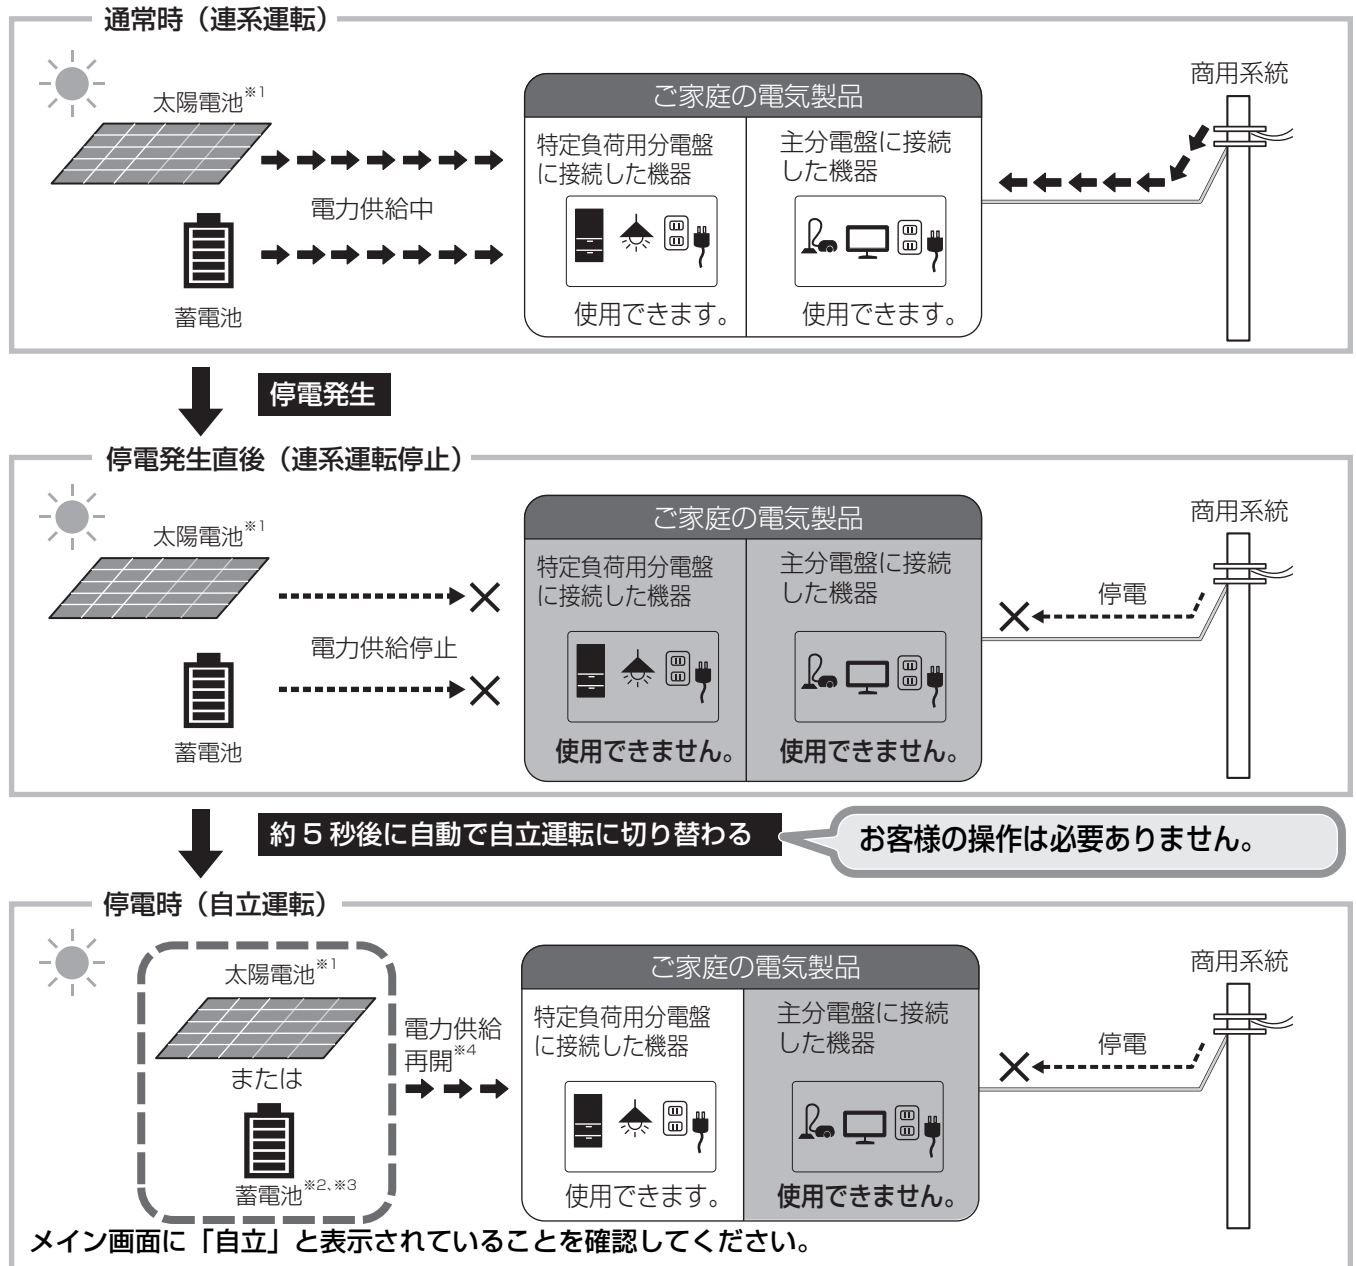 通常時（連系運転）
太陽電池※1
電力供給中
蓄電池
ご家庭の電気製品
特定負荷用分電盤
に接続した機器
使用できます。
主分電盤に接続
した機器
使用できます。
商用系統
停電発生
停電発生直後（連系運転停止）
太陽電池※1
電力供給停止
蓄電池
ご家庭の電気製品
特定負荷用分電盤
に接続した機器
使用できません。
主分電盤に接続
した機器
使用できません。
停電
商用系統
約5秒後に自動で自立運転に切り替わる
お客様の操作は必要ありません。
停電時（自立運転）
太陽電池※1
または
蓄電池※2、※3
電力供給
再開※4
ご家庭の電気製品
特定負荷用分電盤
に接続した機器
使用できます。
主分電盤に接続
した機器
使用できません。
停電
商用系統
メイン画面に「自立」と表示されていることを確認してください。